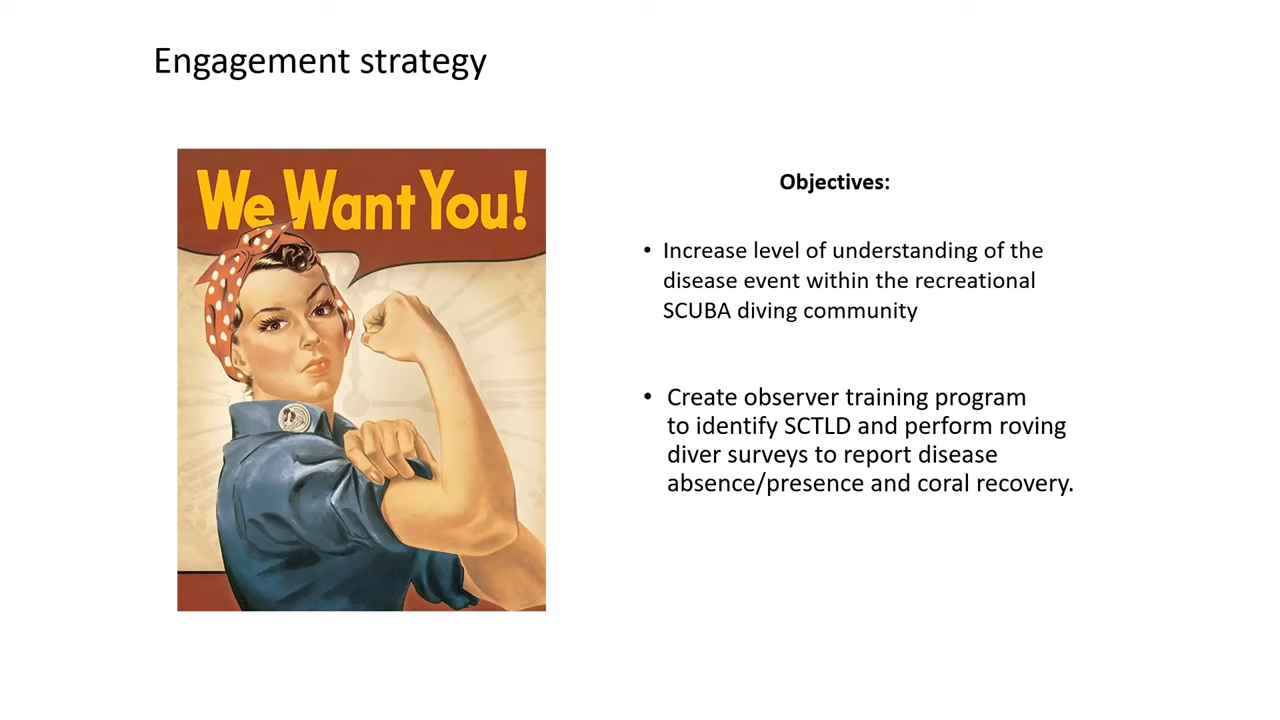 Engagement strategy
We Want You!
Objectives:
• Increase level of understanding of the
disease event within the recreational
SCUBA diving community
• Create observer training program
to identify SCTLD and perform roving
diver surveys to report disease
absence/presence and coral recovery.